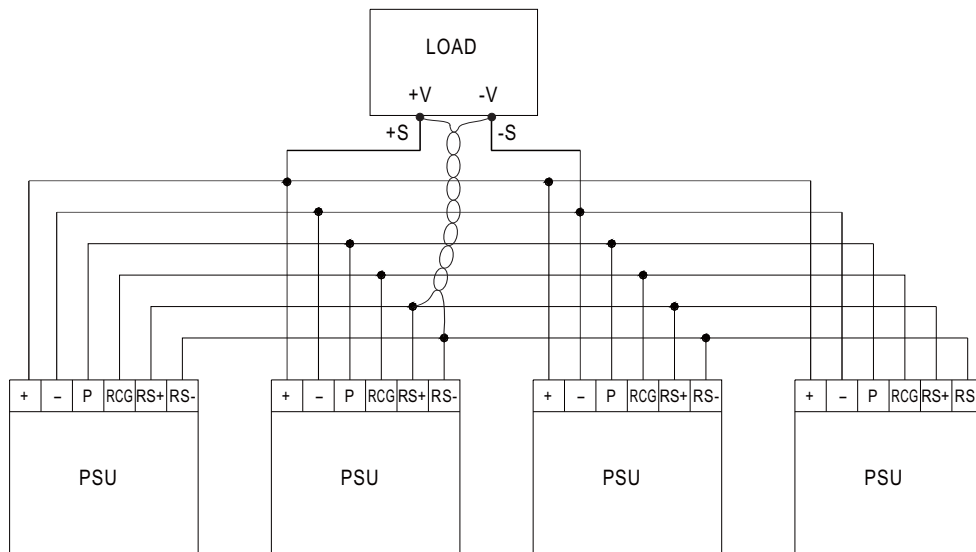 LOAD
+V -V
+S -S
+ – P RCG RS+ RS- + – P RCG RS+ RS- + – P RCG RS+ RS- + – P RCG RS+ RS
PSU PSU PSU PSU